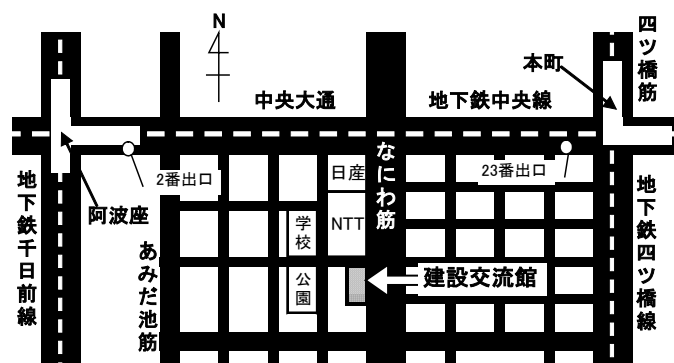 N
四ツ橋筋
本町
中央大通
地下鉄中央線
なにわ筋
日産
2番出口
23番出口
地下鉄千日前線
阿波座
学校
NTT
地下鉄四ツ橋線
あみだ池筋
公園
建設交流館